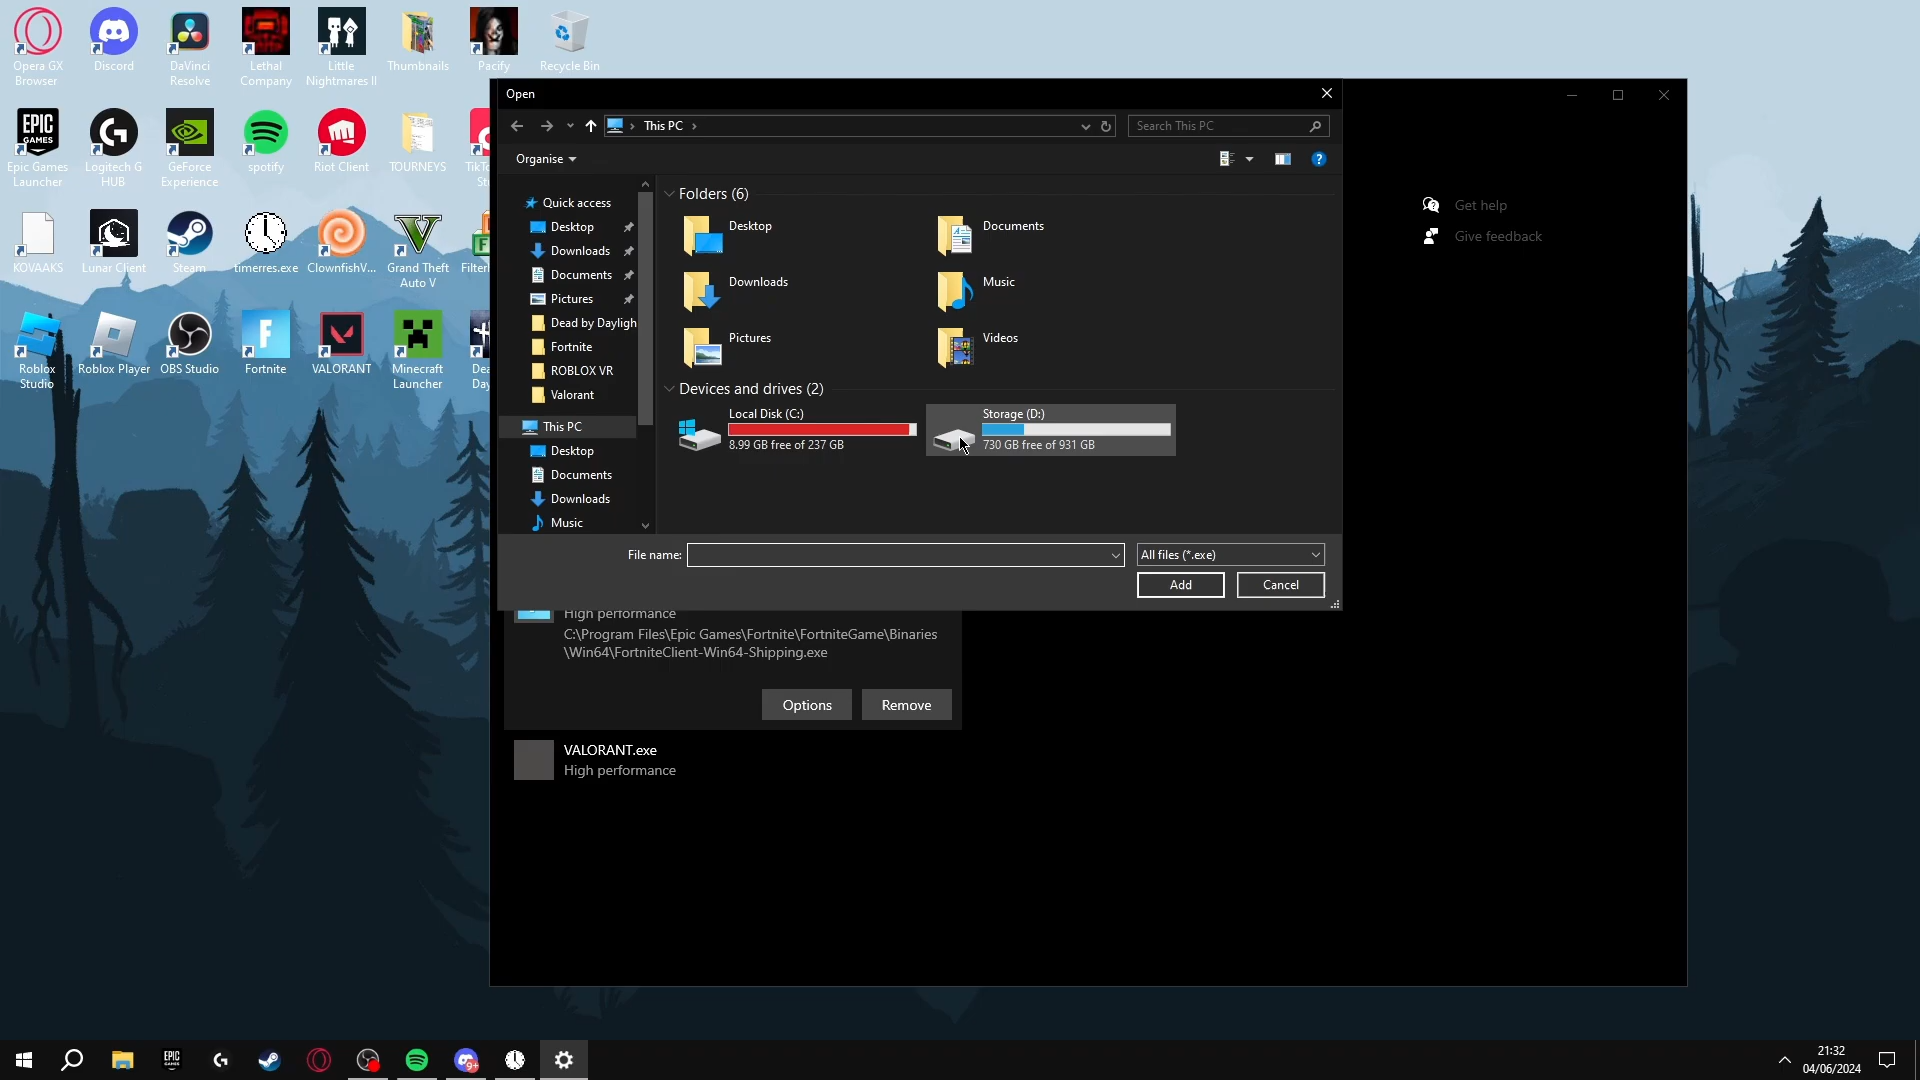 Opera GX
Browser
Discord
DaVinci
Resolve
Lethal
Company
Little
Nightmares II
Thumbnails
Pacify
Recycle Bin
EPIC
GAMES
Epic Games
Launcher
Logitech G
HUB
GeForce
Experience
spotify
Riot Client
TOURNEYS
TikTo
Stu
KOVAAKS
Lunar Client
Steam
timerres.exe
ClownfishV...
Grand Theft
Auto V
Filter
Roblox
Studio
Roblox Player
OBS Studio
Fortnite
VALORANT
Minecraft
Launcher
Dea
Day
Open
This PC
Search This PC
Organise
Quick access
Desktop
Downloads
Documents
Pictures
Dead by Dayligh
Fortnite
ROBLOX VR
Valorant
This PC
Desktop
Documents
Downloads
Music
Folders (6)
Desktop
Documents
Downloads
Music
Pictures
Videos
Devices and drives (2)
Local Disk (C:)
8.99 GB free of 237 GB
Storage (D:)
730 GB free of 931 GB
File name:
All files (*.exe)
Add
Cancel
Get help
Give feedback
High performance
C:\Program Files\Epic Games\Fortnite\FortniteGame\Binaries
\Win64\FortniteClient-Win64-Shipping.exe
Options
Remove
VALORANT.exe
High performance
EPIC
9+
21:32
04/06/2024